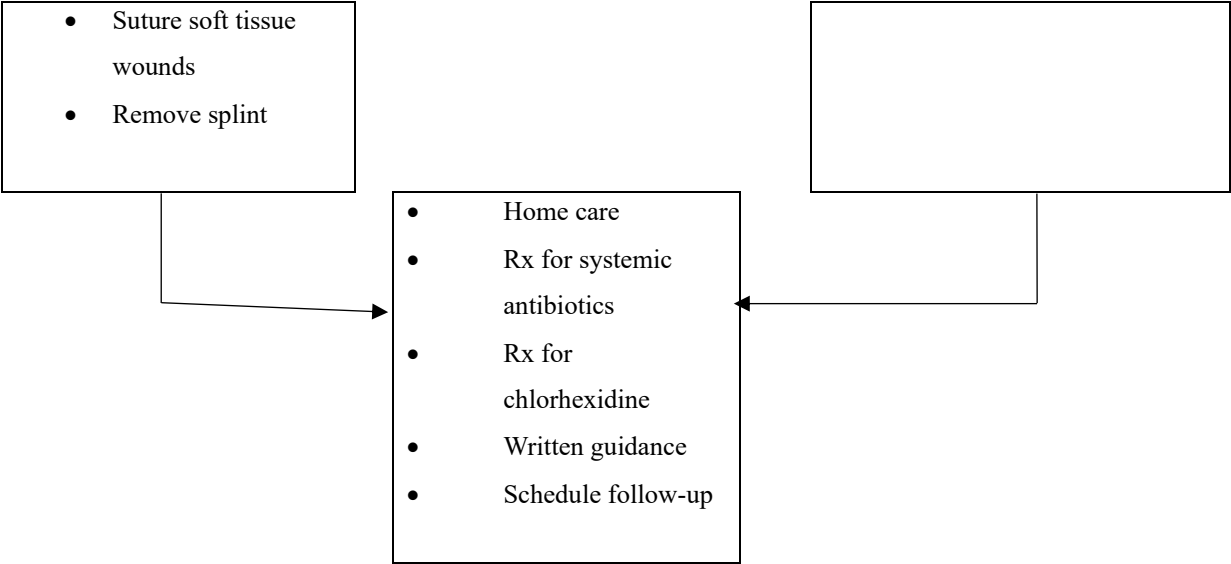 • Suture soft tissue
wounds
• Remove splint
• Home care
• Rx for systemic
antibiotics
• Rx for
chlorhexidine
• Written guidance
• Schedule follow-up